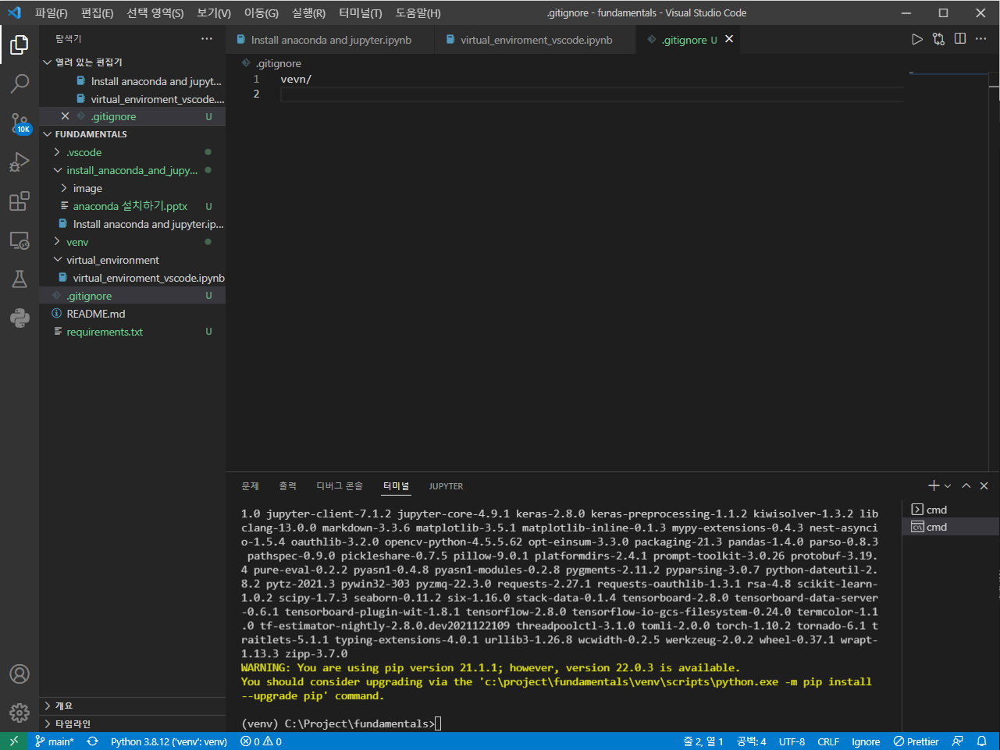 파일(F) 편집(E) 선택 영역(S) 보기(V) 이동(G) 실행(R) 터미널(T) 도움말(H) .gitignore - fundamentals - Visual Studio Code
탐색기
열려 있는 편집기
Install anaconda and jupyt...
virtual_enviroment_vscode....
.gitignore U
FUNDAMENTALS
.vscode
install_anaconda_and_jupy...
image
anaconda 설치하기.pptx U
Install anaconda and jupyter.ip...
venv
virtual_environment
virtual_enviroment_vscode.ipynb
.gitignore U
README.md
requirements.txt U
개요
타임라인
10K
Install anaconda and jupyter.ipynb virtual_enviroment_vscode.ipynb .gitignore U
.gitignore
1 vevn/
2
문제 출력 디버그 콘솔 터미널 JUPYTER
1.0 jupyter-client-7.1.2 jupyter-core-4.9.1 keras-2.8.0 keras-preprocessing-1.1.2 kiwisolver-1.3.2 lib
clang-13.0.0 markdown-3.3.6 matplotlib-3.5.1 matplotlib-inline-0.1.3 mypy-extensions-0.4.3 nest-asynci
o-1.5.4 oauthlib-3.2.0 opencv-python-4.5.5.62 opt-einsum-3.3.0 packaging-21.3 pandas-1.4.0 parso-0.8.3
pathspec-0.9.0 pickleshare-0.7.5 pillow-9.0.1 platformdirs-2.4.1 prompt-toolkit-3.0.26 protobuf-3.19.
4 pure-eval-0.2.2 pyasn1-0.4.8 pyasn1-modules-0.2.8 pygments-2.11.2 pyparsing-3.0.7 python-dateutil-2.
8.2 pytz-2021.3 pywin32-303 pyzmq-22.3.0 requests-2.27.1 requests-oauthlib-1.3.1 rsa-4.8 scikit-learn-
1.0.2 scipy-1.7.3 seaborn-0.11.2 six-1.16.0 stack-data-0.1.4 tensorboard-2.8.0 tensorboard-data-server
-0.6.1 tensorboard-plugin-wit-1.8.1 tensorflow-2.8.0 tensorflow-io-gcs-filesystem-0.24.0 termcolor-1.1
.0 tf-estimator-nightly-2.8.0.dev2021122109 threadpoolctl-3.1.0 tomli-2.0.0 torch-1.10.2 tornado-6.1 t
raitlets-5.1.1 typing-extensions-4.0.1 urllib3-1.26.8 wcwidth-0.2.5 werkzeug-2.0.2 wheel-0.37.1 wrapt-
1.13.3 zipp-3.7.0
WARNING: You are using pip version 21.1.1; however, version 22.0.3 is available.
You should consider upgrading via the 'c:\project\fundamentals\venv\scripts\python.exe -m pip install
--upgrade pip' command.
(venv) C:\Project\fundamentals>
cmd
cmd
main* Python 3.8.12 ('venv': venv) 0 0 줄 2, 열 1 공백: 4 UTF-8 CRLF Ignore Prettier